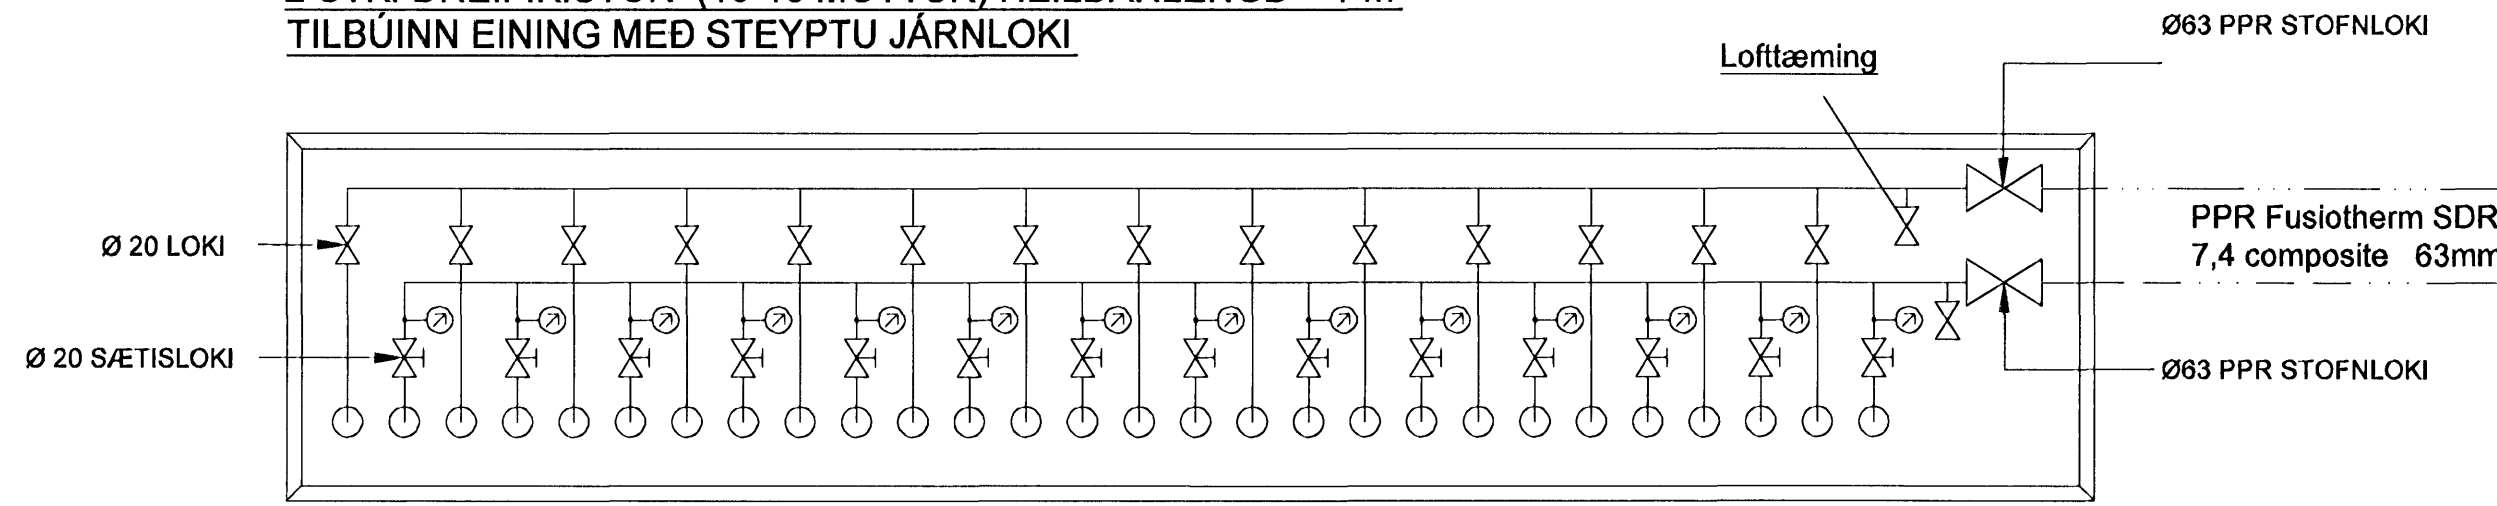 TILBÚINN EINING MEÐ STEYPTU JÁRNLOKI
Ø63 PPR STOFNLOKI
Lofttæming
Ø 20 LOKI
PPR Fusiotherm SDR
7,4 composite 63mm
Ø 20 SÆTISLOKI
Ø63 PPR STOFNLOKI